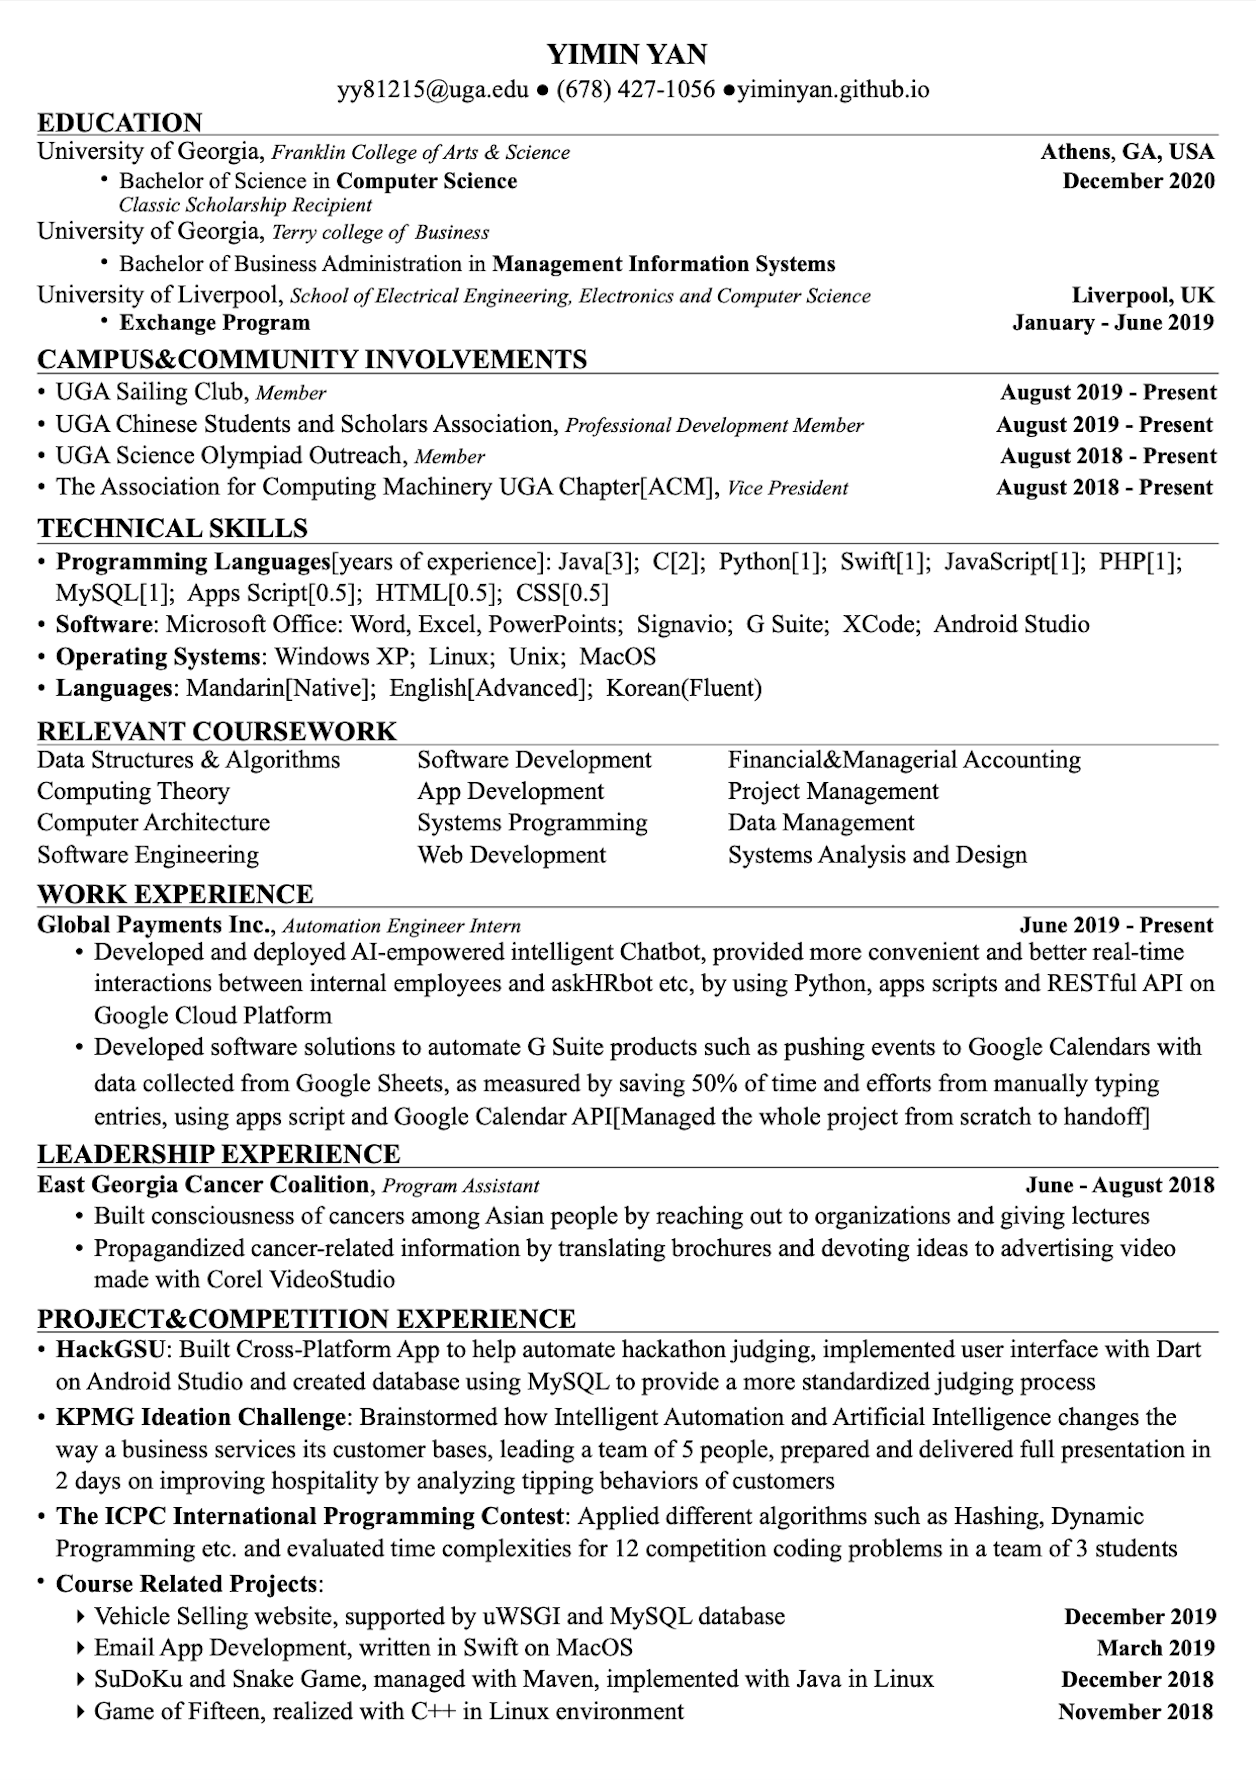 YIMIN YAN
yy81215@uga.edu ● (678) 427-1056 ●yiminyan.github.io
EDUCATION
University of Georgia, Franklin College of Arts & Science Athens, GA, USA
• Bachelor of Science in Computer Science December 2020
Classic Scholarship Recipient
University of Georgia, Terry college of Business
• Bachelor of Business Administration in Management Information Systems
University of Liverpool, School of Electrical Engineering, Electronics and Computer Science Liverpool, UK
• Exchange Program January - June 2019
CAMPUS&COMMUNITY INVOLVEMENTS
• UGA Sailing Club, Member August 2019 - Present
• UGA Chinese Students and Scholars Association, Professional Development Member August 2019 - Present
• UGA Science Olympiad Outreach, Member August 2018 - Present
• The Association for Computing Machinery UGA Chapter[ACM], Vice President August 2018 - Present
TECHNICAL SKILLS
• Programming Languages[years of experience]: Java[3]; C[2]; Python[1]; Swift[1]; JavaScript[1]; PHP[1];
MySQL[1]; Apps Script[0.5]; HTML[0.5]; CSS[0.5]
• Software: Microsoft Office: Word, Excel, PowerPoints; Signavio; G Suite; XCode; Android Studio
• Operating Systems: Windows XP; Linux; Unix; MacOS
• Languages: Mandarin[Native]; English[Advanced]; Korean(Fluent)
RELEVANT COURSEWORK
Data Structures & Algorithms Software Development Financial&Managerial Accounting
Computing Theory App Development Project Management
Computer Architecture Systems Programming Data Management
Software Engineering Web Development Systems Analysis and Design
WORK EXPERIENCE
Global Payments Inc., Automation Engineer Intern June 2019 - Present
• Developed and deployed AI-empowered intelligent Chatbot, provided more convenient and better real-time
interactions between internal employees and askHRbot etc, by using Python, apps scripts and RESTful API on
Google Cloud Platform
• Developed software solutions to automate G Suite products such as pushing events to Google Calendars with
data collected from Google Sheets, as measured by saving 50% of time and efforts from manually typing
entries, using apps script and Google Calendar API[Managed the whole project from scratch to handoff]
LEADERSHIP EXPERIENCE
East Georgia Cancer Coalition, Program Assistant June - August 2018
• Built consciousness of cancers among Asian people by reaching out to organizations and giving lectures
• Propagandized cancer-related information by translating brochures and devoting ideas to advertising video
made with Corel VideoStudio
PROJECT&COMPETITION EXPERIENCE
• HackGSU: Built Cross-Platform App to help automate hackathon judging, implemented user interface with Dart
on Android Studio and created database using MySQL to provide a more standardized judging process
• KPMG Ideation Challenge: Brainstormed how Intelligent Automation and Artificial Intelligence changes the
way a business services its customer bases, leading a team of 5 people, prepared and delivered full presentation in
2 days on improving hospitality by analyzing tipping behaviors of customers
• The ICPC International Programming Contest: Applied different algorithms such as Hashing, Dynamic
Programming etc. and evaluated time complexities for 12 competition coding problems in a team of 3 students
• Course Related Projects:
‣ Vehicle Selling website, supported by uWSGI and MySQL database December 2019
‣ Email App Development, written in Swift on MacOS March 2019
‣ SuDoKu and Snake Game, managed with Maven, implemented with Java in Linux December 2018
‣ Game of Fifteen, realized with C++ in Linux environment November 2018